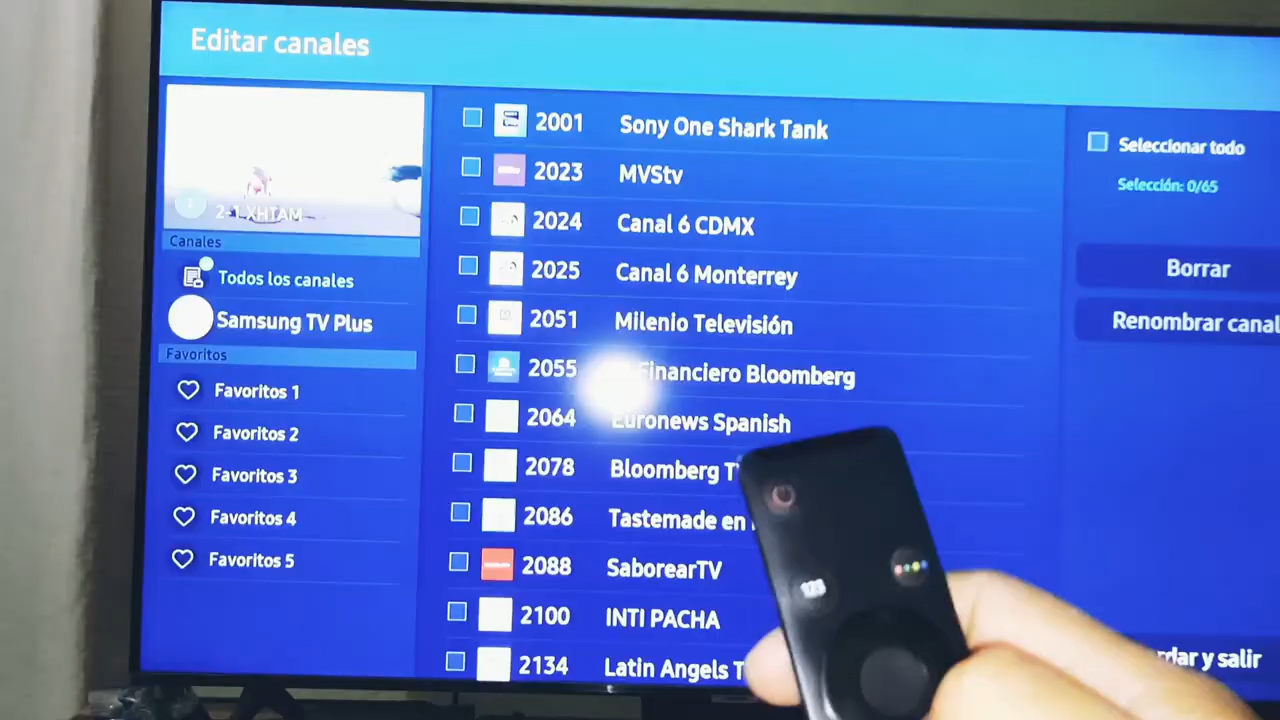 Editar canales
2-1 XHTAM
Canales
Todos los canales
Samsung TV Plus
Favoritos
Favoritos 1
Favoritos 2
Favoritos 3
Favoritos 4
Favoritos 5
2001 Sony One Shark Tank
2023 MVStv
2024 Canal 6 CDMX
2025 Canal 6 Monterrey
2051 Milenio Televisión
2055 Financiero Bloomberg
2064 Euronews Spanish
2078 Bloomberg T
2086 Tastemade en
2088 SaborearTV
2100 INTI PACHA
2134 Latin Angels T
Seleccionar todo
Selección: 0/65
Borrar
Renombrar canal
rdar y salir
123